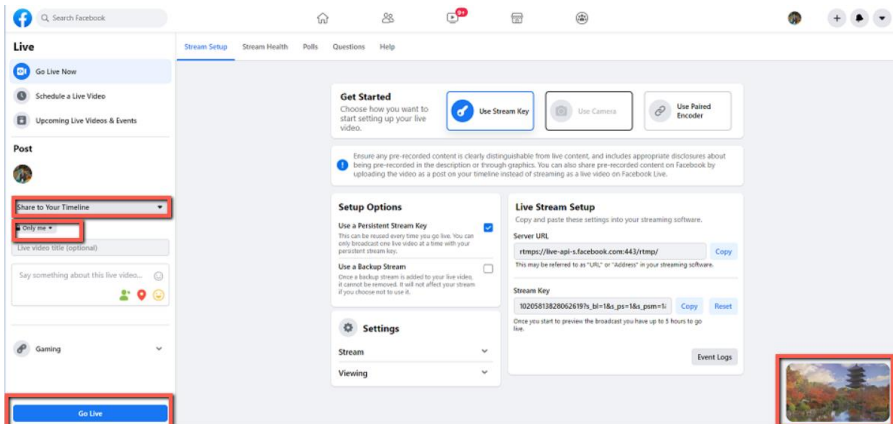 Search Facebook
9+
Live
Go Live Now
Schedule a Live Video
Upcoming Live Videos & Events
Post
Share to Your Timeline
Only me
Live video title (optional)
Say something about this live video...
Gaming
Go Live
Stream Setup Stream Health Polls Questions Help
Get Started
Choose how you want to
start setting up your live
video.
Use Stream Key
Use Camera
Use Paired
Encoder
Ensure any pre-recorded content is clearly distinguishable from live content, and includes appropriate disclosures about
being pre-recorded in the description or through graphics. You can also share pre-recorded content on Facebook by
uploading the video as a post on your timeline instead of streaming as a live video on Facebook Live.
Setup Options
Use a Persistent Stream Key
This can be reused every time you go live. You can
only broadcast one live video at a time with your
persistent stream key.
Use a Backup Stream
Once a backup stream is added to your live video,
it cannot be removed. It will not affect your stream
if you choose not to use it.
Settings
Stream
Viewing
Live Stream Setup
Copy and paste these settings into your streaming software.
Server URL
rtmps://live-api-s.facebook.com:443/rtmp/ Copy
This may be referred to as "URL" or "Address" in your streaming software.
Stream Key
10205813828062619?s_bl=1&s_ps=1&s_psm=1& Copy Reset
Once you start to preview the broadcast you have up to 5 hours to go
live.
Event Logs